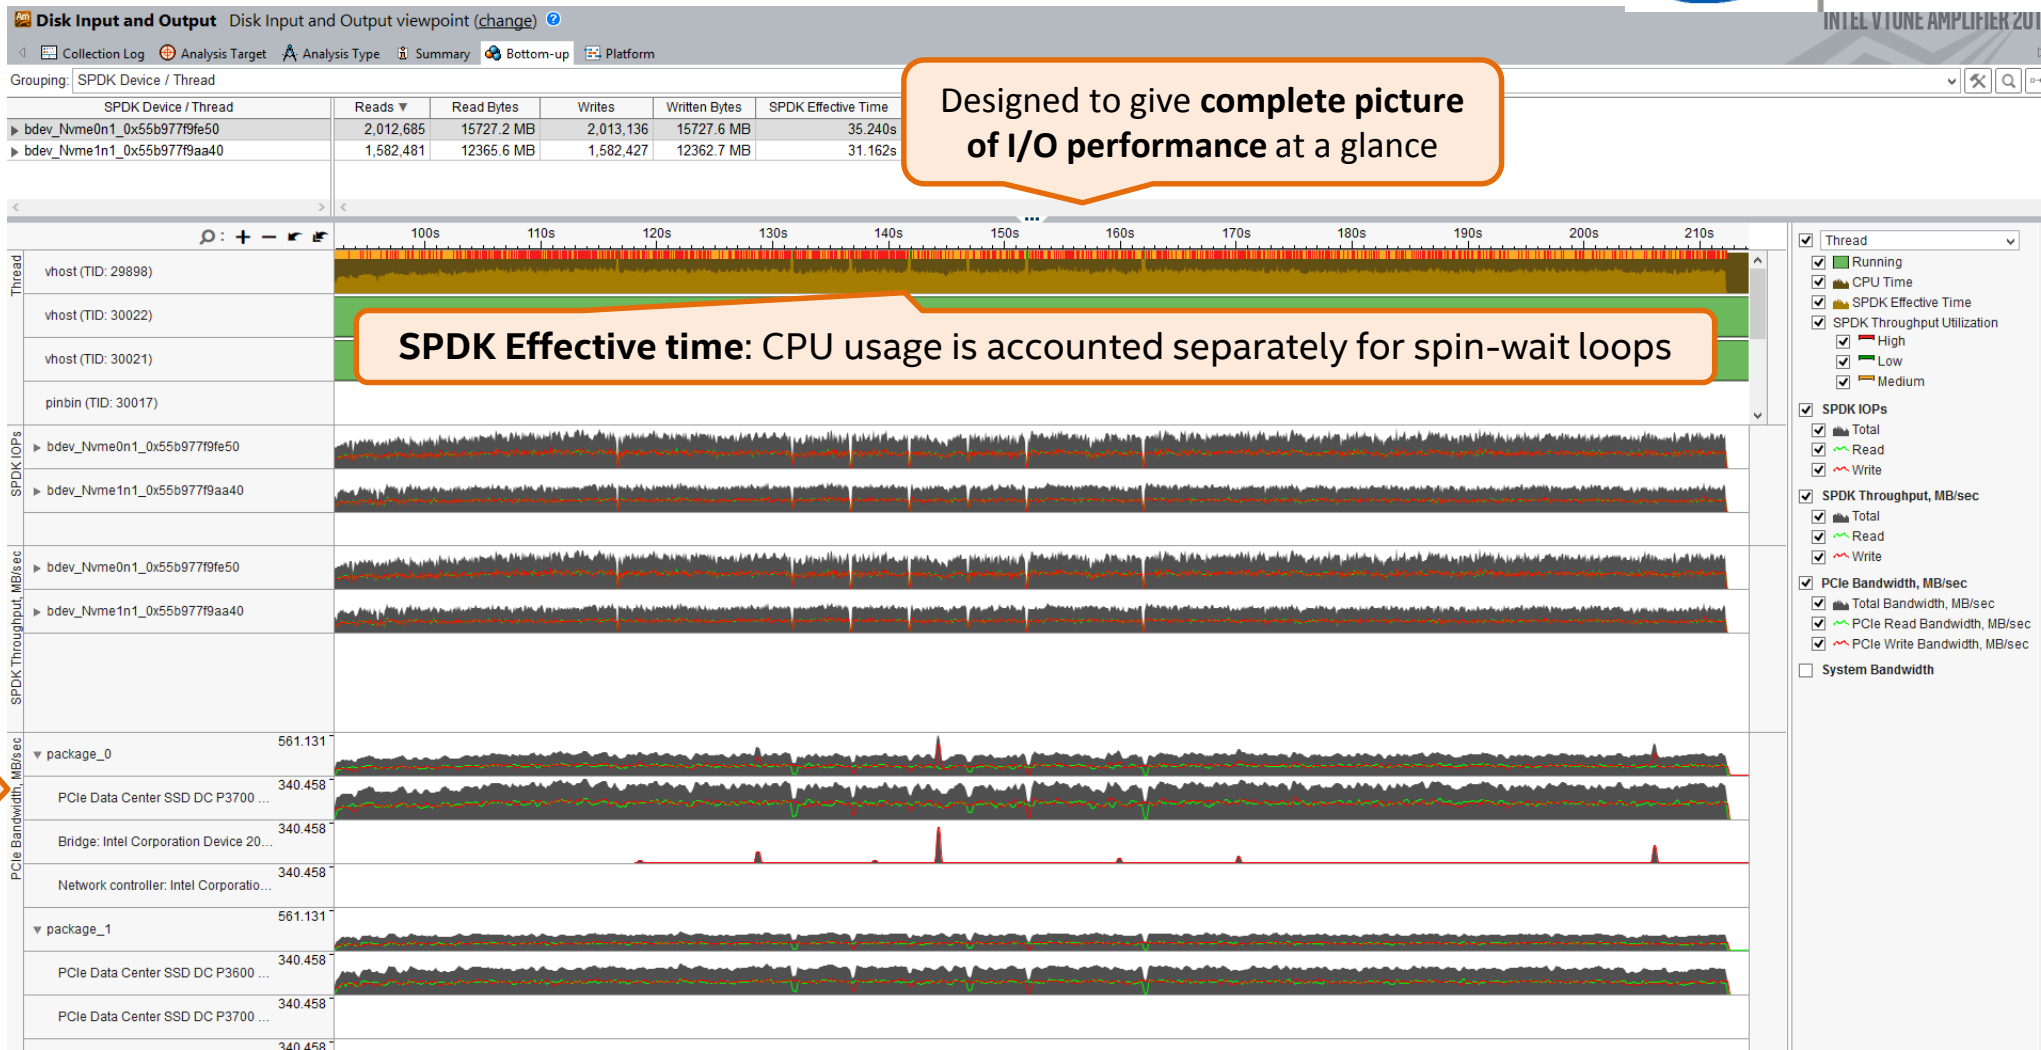 Disk Input and Output Disk Input and Output viewpoint (change)
INTEL VTUNE AMPLIFIER 201
Collection Log Analysis Target Analysis Type Summary Bottom-up Platform
Grouping: SPDK Device / Thread
SPDK Device / Thread Reads Read Bytes Writes Written Bytes SPDK Effective Time
bdev_Nvme0n1_0x55b977f9fe50 2,012,685 15727.2 MB 2,013,136 15727.6 MB 35.240s
bdev_Nvme1n1_0x55b977f9aa40 1,582,481 12365.6 MB 1,582,427 12362.7 MB 31.162s
Designed to give complete picture
of I/O performance at a glance
100s 110s 120s 130s 140s 150s 160s 170s 180s 190s 200s 210s
Thread
vhost (TID: 29898)
vhost (TID: 30022)
vhost (TID: 30021)
pinbin (TID: 30017)
SPDK Effective time: CPU usage is accounted separately for spin-wait loops
SPDK IOPs
bdev_Nvme0n1_0x55b977f9fe50
bdev_Nvme1n1_0x55b977f9aa40
SPDK Throughput, MB/sec
bdev_Nvme0n1_0x55b977f9fe50
bdev_Nvme1n1_0x55b977f9aa40
PCIe Bandwidth, MB/sec
package_0 561.131
PCIe Data Center SSD DC P3700 ... 340.458
Bridge: Intel Corporation Device 20... 340.458
Network controller: Intel Corporatio... 340.458
package_1 561.131
PCIe Data Center SSD DC P3600 ... 340.458
PCIe Data Center SSD DC P3700 ... 340.458
340.458
Thread
Running
CPU Time
SPDK Effective Time
SPDK Throughput Utilization
High
Low
Medium
SPDK IOPs
Total
Read
Write
SPDK Throughput, MB/sec
Total
Read
Write
PCIe Bandwidth, MB/sec
Total Bandwidth, MB/sec
PCIe Read Bandwidth, MB/sec
PCIe Write Bandwidth, MB/sec
System Bandwidth